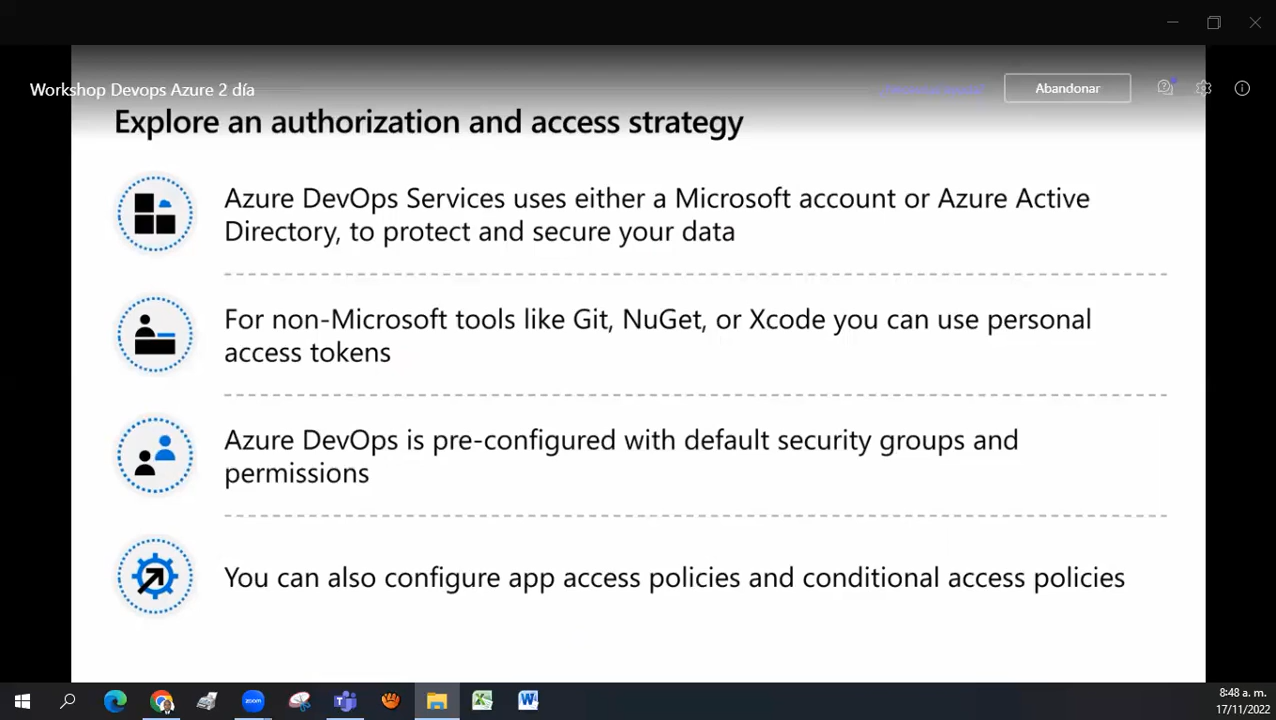 Workshop Devops Azure 2 día
Abandonar
Explore an authorization and access strategy
Azure DevOps Services uses either a Microsoft account or Azure Active
Directory, to protect and secure your data
For non-Microsoft tools like Git, NuGet, or Xcode you can use personal
access tokens
Azure DevOps is pre-configured with default security groups and
permissions
You can also configure app access policies and conditional access policies
zoom
8:48 a. m.
17/11/2022